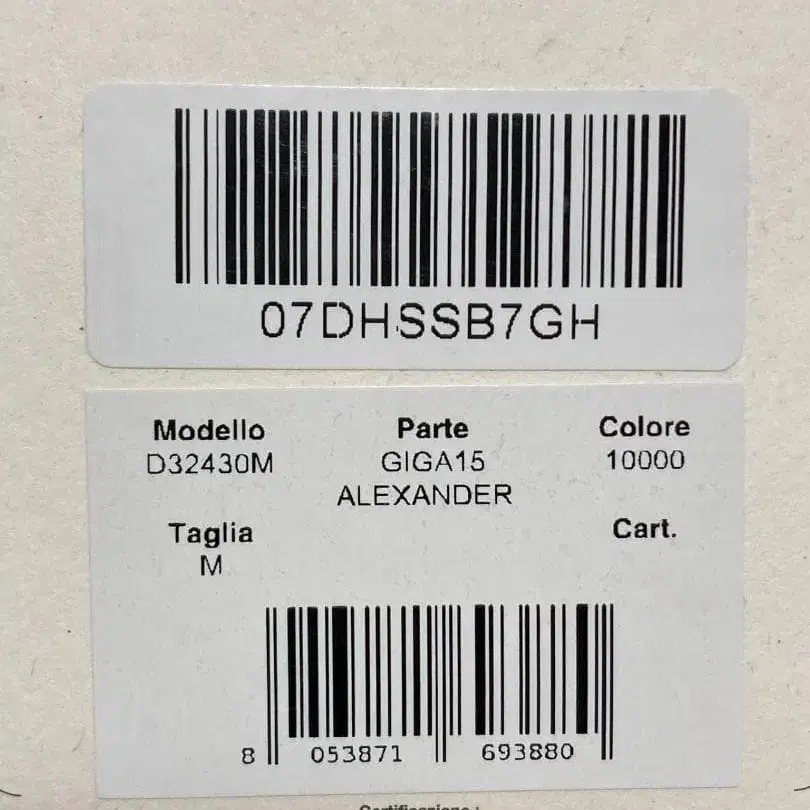 07DHSSB7GH
Modello Parte Colore
D32430M GIGA15 10000
ALEXANDER
Taglia Cart.
M
8 053871 693880